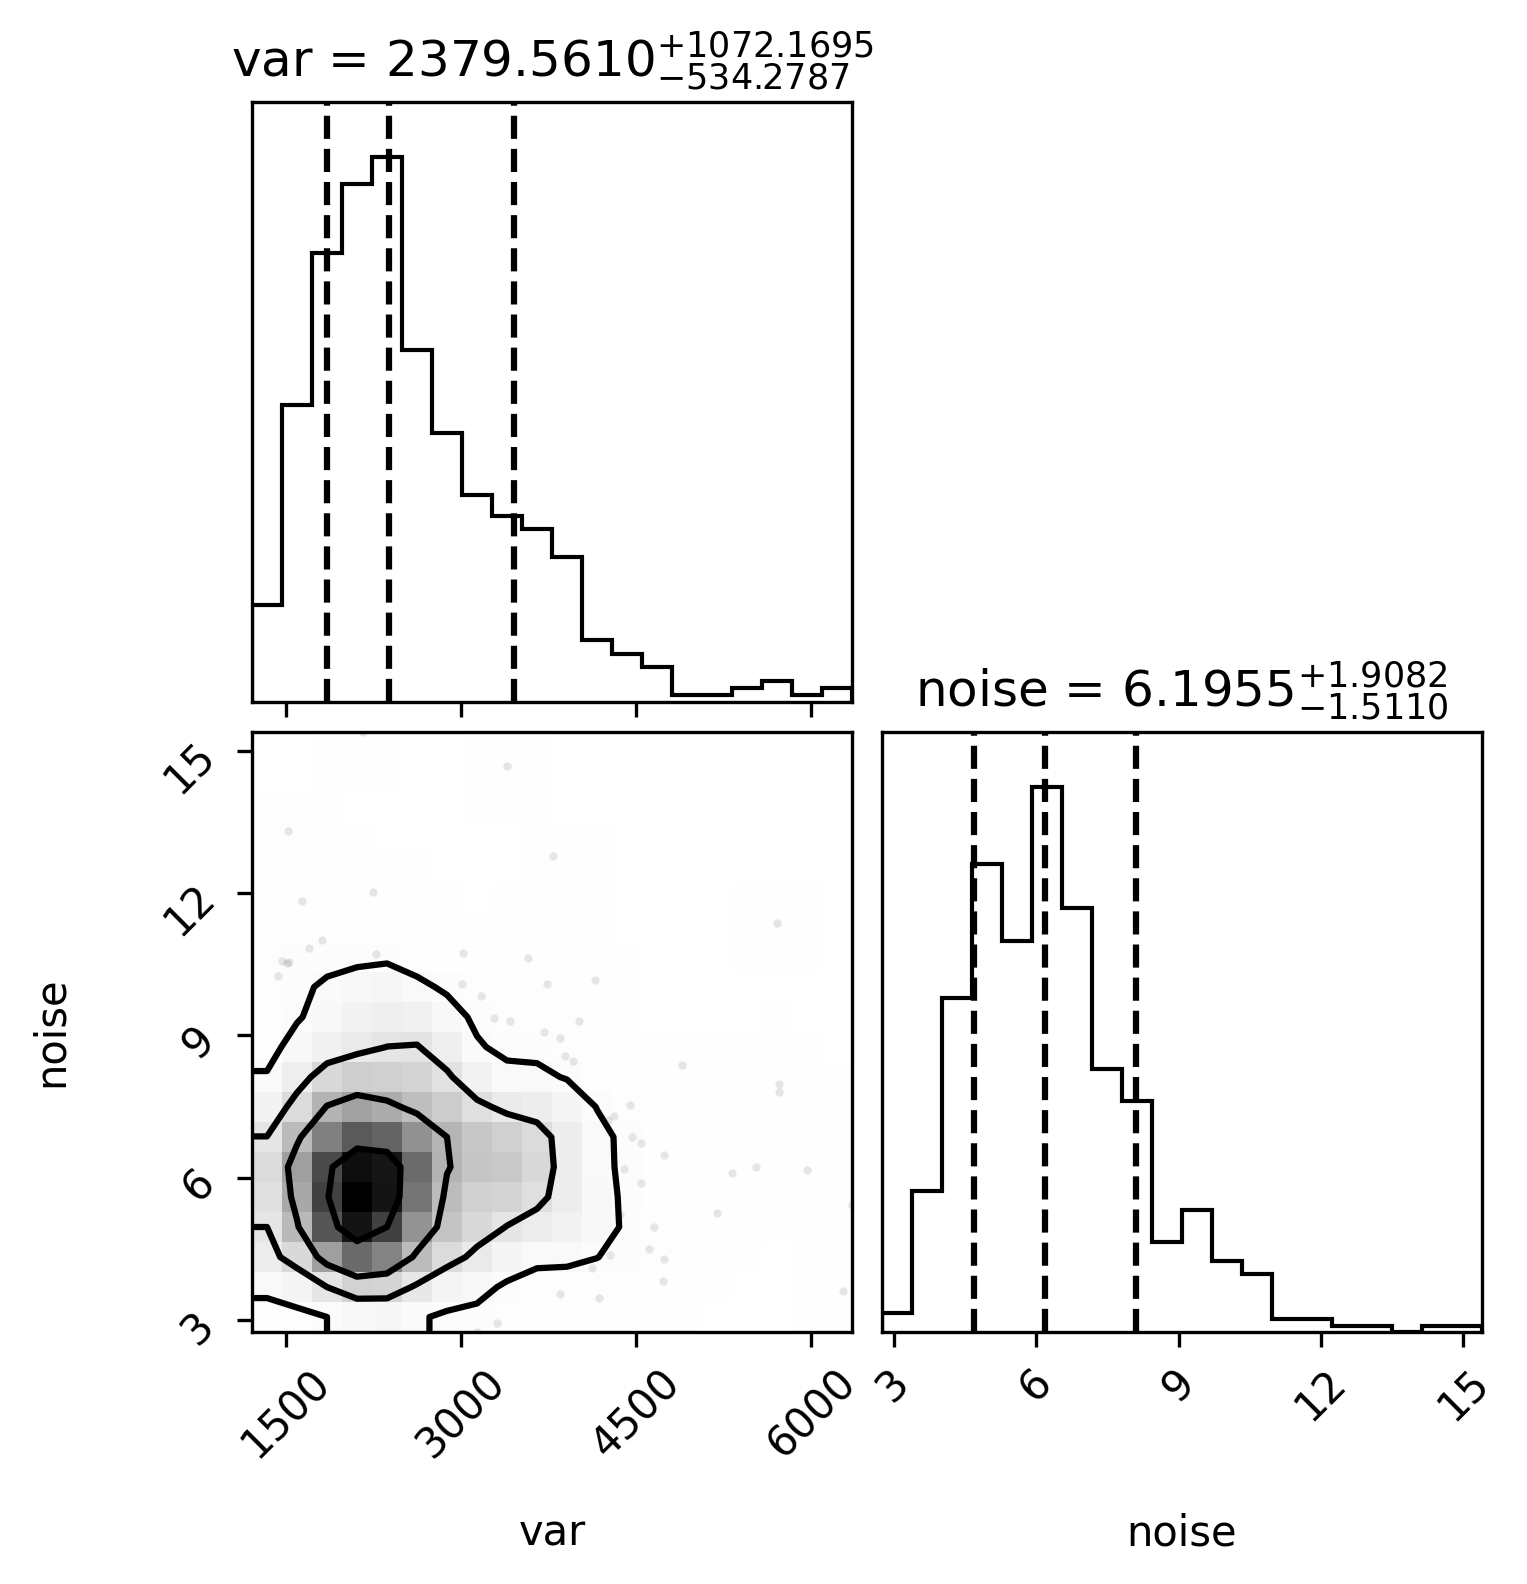 var = 2379.5610+1072.1695−534.2787
noise = 6.1955+1.9082−1.5110
15
12
9
6
3
noise
1500 3000 4500 6000
3 6 9 12 15
var
noise